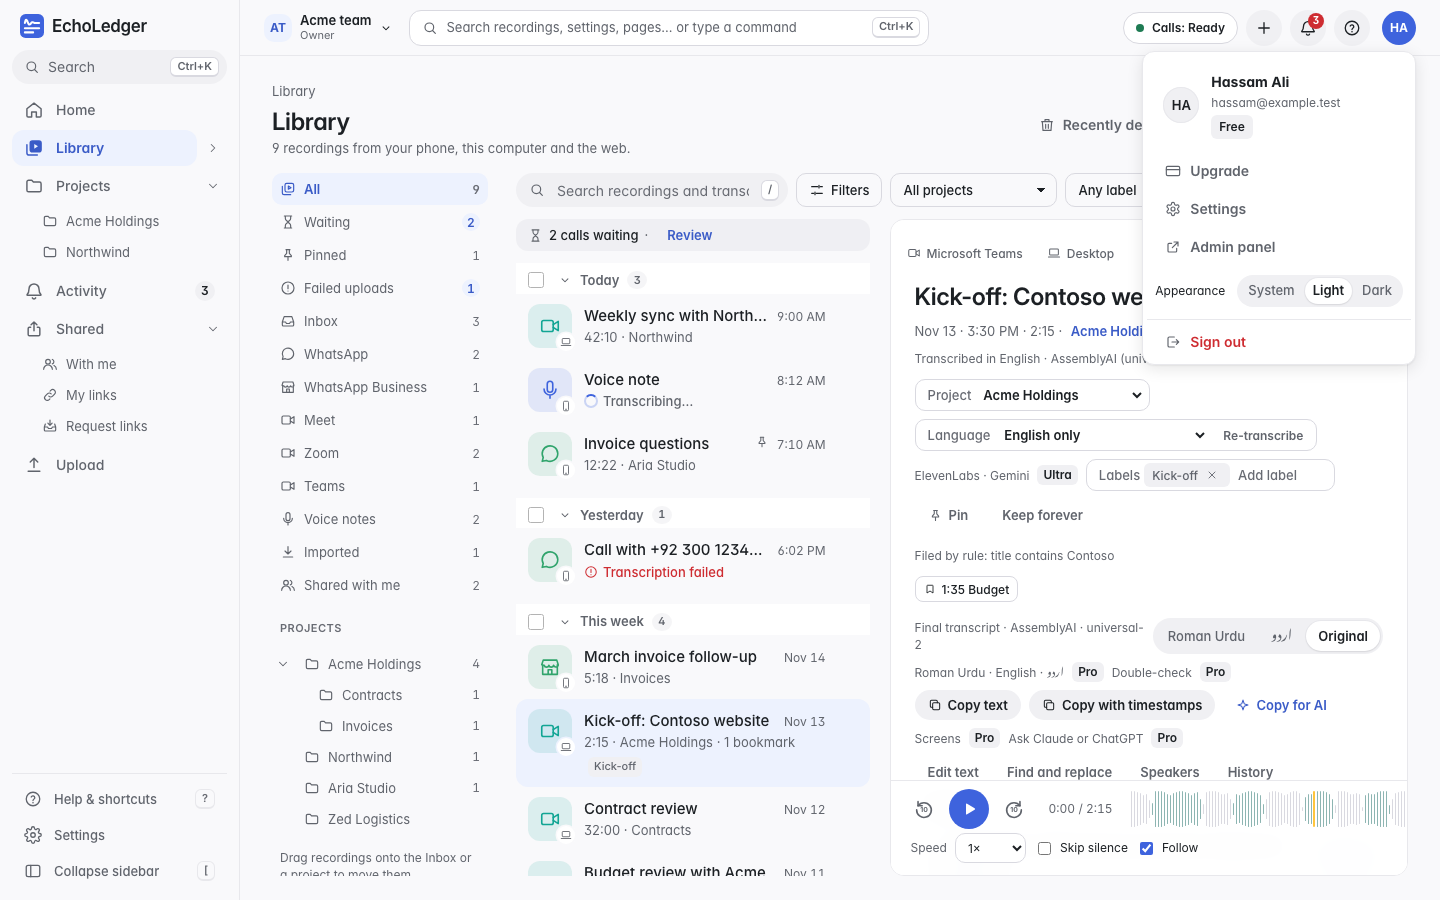 EchoLedger
Search Ctrl+K
Home
Library
Projects
Acme Holdings
Northwind
Activity 3
Shared
With me
My links
Request links
Upload
Help & shortcuts ?
Settings
Collapse sidebar [
AT Acme team
Owner
Search recordings, settings, pages... or type a command Ctrl+K
Calls: Ready
3
HA
Library
Library
9 recordings from your phone, this computer and the web.
All 9
Waiting 2
Pinned 1
Failed uploads 1
Inbox 3
WhatsApp 2
WhatsApp Business 1
Meet 1
Zoom 2
Teams 1
Voice notes 2
Imported 1
Shared with me 2
PROJECTS
Acme Holdings 4
Contracts 1
Invoices 1
Northwind 1
Aria Studio 1
Zed Logistics
Drag recordings onto the Inbox or
a project to move them
Search recordings and transc /
Filters
All projects
Any label
2 calls waiting · Review
Today 3
Weekly sync with North... 9:00 AM
42:10 · Northwind
Voice note 8:12 AM
Transcribing...
Invoice questions 7:10 AM
12:22 · Aria Studio
Yesterday 1
Call with +92 300 1234... 6:02 PM
Transcription failed
This week 4
March invoice follow-up Nov 14
5:18 · Invoices
Kick-off: Contoso website Nov 13
2:15 · Acme Holdings · 1 bookmark
Kick-off
Contract review Nov 12
32:00 · Contracts
Budget review with Acme Nov 11
Recently de
Microsoft Teams Desktop
Kick-off: Contoso we
Nov 13 · 3:30 PM · 2:15 · Acme Holdi
Transcribed in English · AssemblyAI (univ
Project Acme Holdings
Language English only Re-transcribe
ElevenLabs · Gemini Ultra Labels Kick-off × Add label
Pin Keep forever
Filed by rule: title contains Contoso
1:35 Budget
Final transcript · AssemblyAI · universal-
2
Roman Urdu اردو Original
Roman Urdu · English · اردو Pro Double-check Pro
Copy text Copy with timestamps Copy for AI
Screens Pro Ask Claude or ChatGPT Pro
Edit text Find and replace Speakers History
10 10 0:00 / 2:15
Speed 1× Skip silence Follow
HA
Hassam Ali
hassam@example.test
Free
Upgrade
Settings
Admin panel
Appearance System Light Dark
Sign out